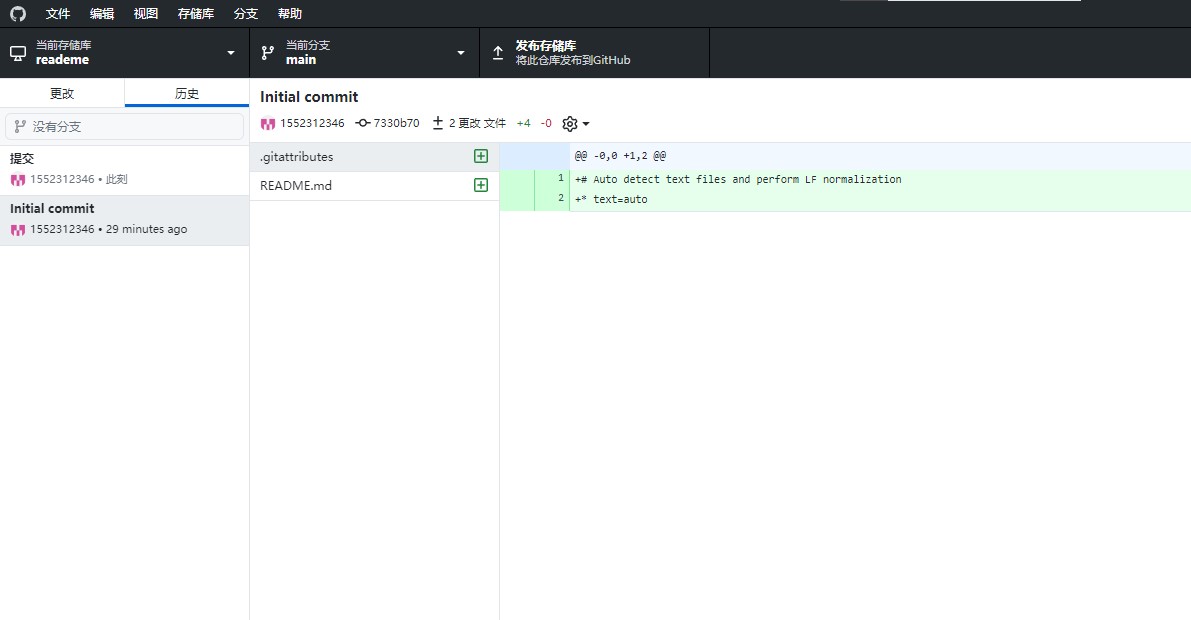 文件 编辑 视图 存储库 分支 帮助
当前存储库
reademe
当前分支
main
发布存储库
将此仓库发布到GitHub
更改 历史
没有分支
提交
1552312346 • 此刻
Initial commit
1552312346 • 29 minutes ago
Initial commit
1552312346 7330b70 2 更改 文件 +4 -0
.gitattributes
README.md
@@ -0,0 +1,2 @@
1 +# Auto detect text files and perform LF normalization
2 +* text=auto